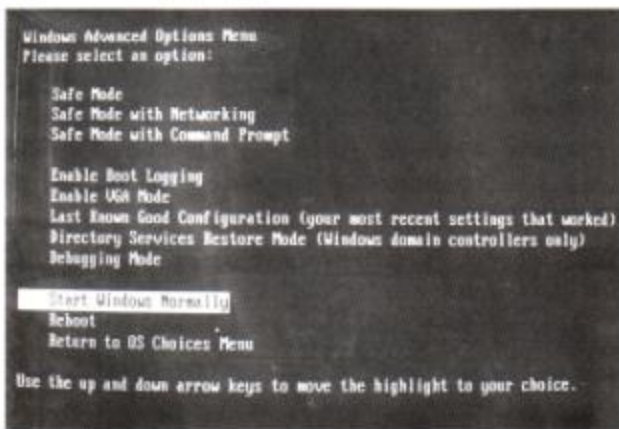 Windows Advanced Options Menu
Please select an option:
Safe Mode
Safe Mode with Networking
Safe Mode with Command Prompt
Enable Boot Logging
Enable VGA Mode
Last Known Good Configuration (your most recent settings that worked)
Directory Services Restore Mode (Windows domain controllers only)
Debugging Mode
Start Windows Normally
Reboot
Return to OS Choices Menu
Use the up and down arrow keys to move the highlight to your choice.